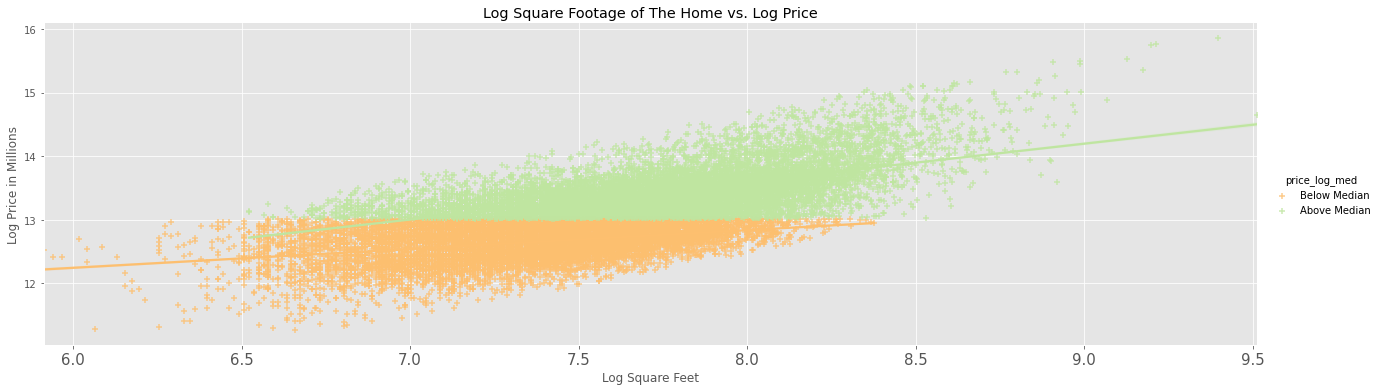 Log Square Footage of The Home vs. Log Price
16
15
14
13
12
Log Price in Millions
6.0 6.5 7.0 7.5 8.0 8.5 9.0 9.5
Log Square Feet
price_log_med
Below Median
Above Median